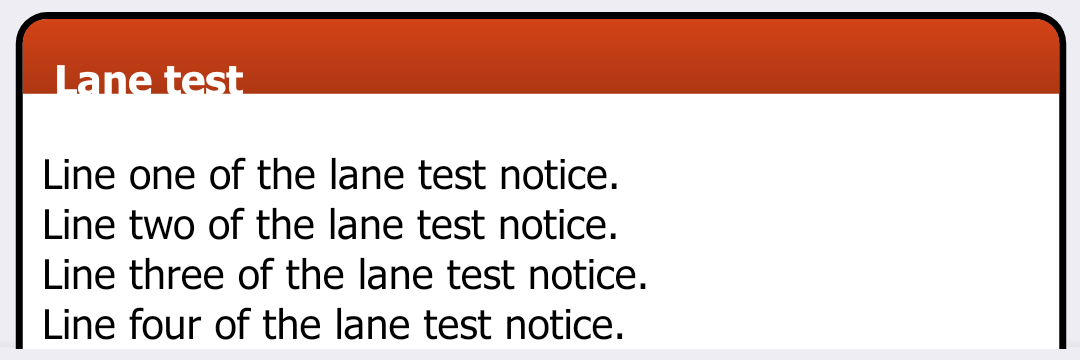 Lane test
Line one of the lane test notice.
Line two of the lane test notice.
Line three of the lane test notice.
Line four of the lane test notice.